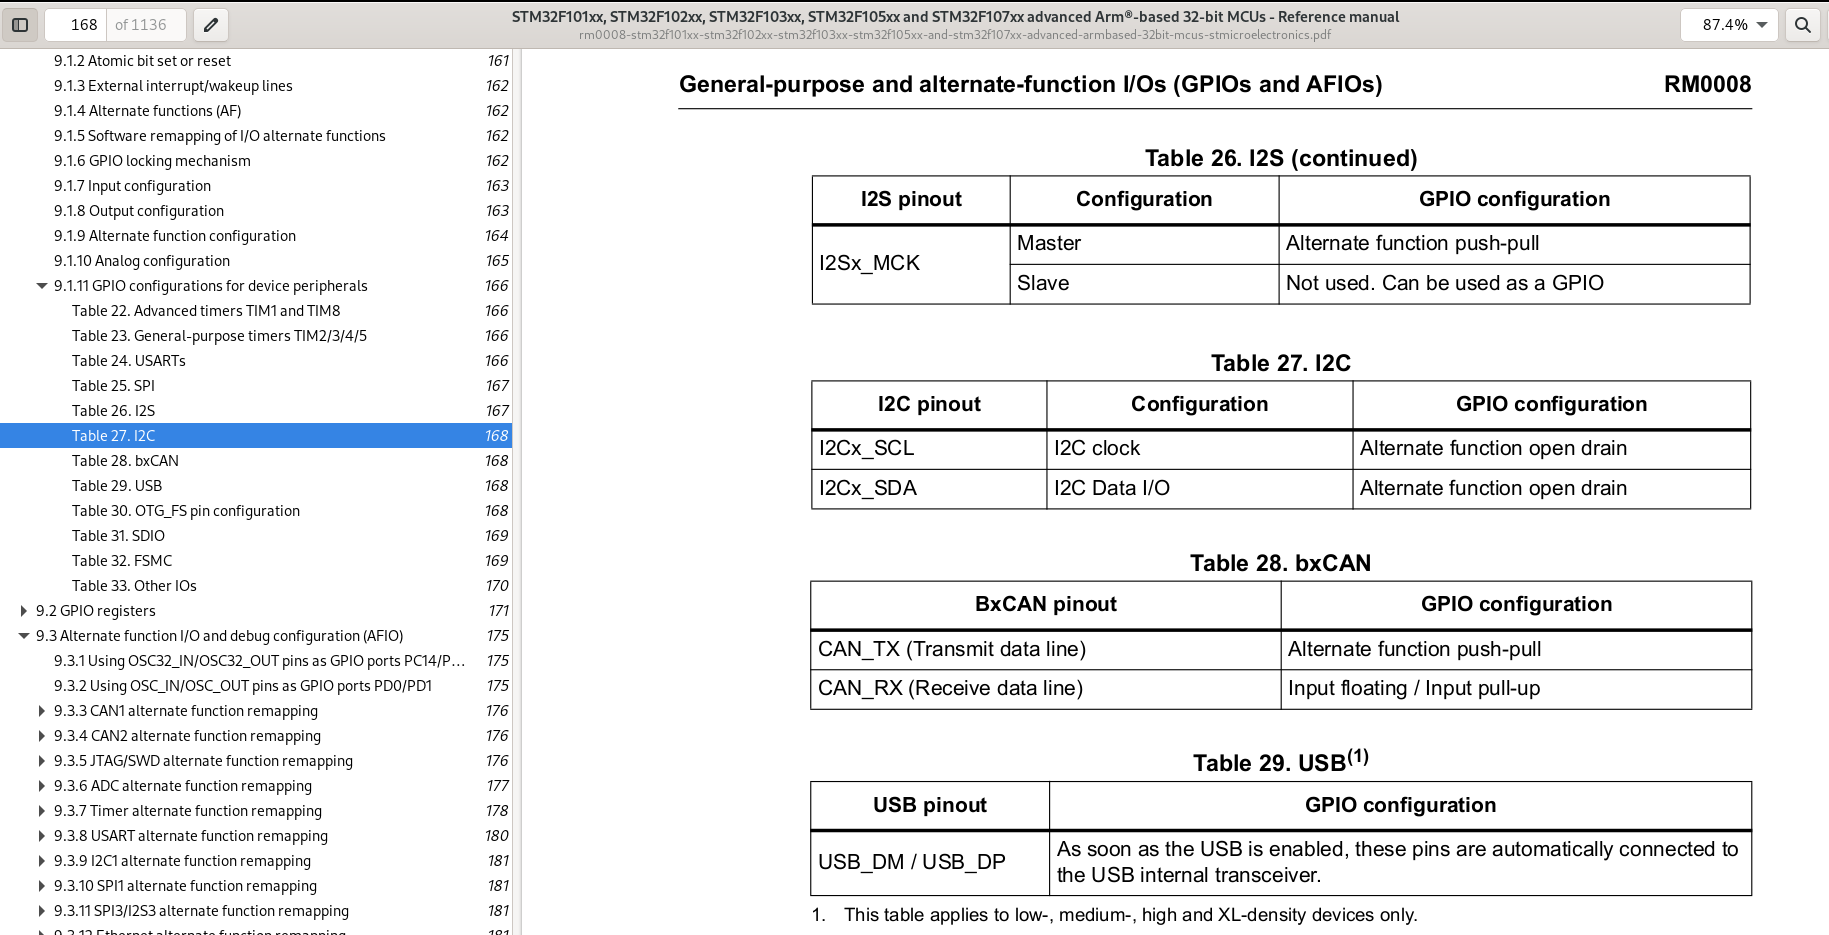 168 of 1136
STM32F101xx, STM32F102xx, STM32F103xx, STM32F105xx and STM32F107xx advanced Arm®-based 32-bit MCUs - Reference manual
rm0008-stm32f101xx-stm32f102xx-stm32f103xx-stm32f105xx-and-stm32f107xx-advanced-armbased-32bit-mcus-stmicroelectronics.pdf
87.4%
9.1.2 Atomic bit set or reset 161
9.1.3 External interrupt/wakeup lines 162
9.1.4 Alternate functions (AF) 162
9.1.5 Software remapping of I/O alternate functions 162
9.1.6 GPIO locking mechanism 162
9.1.7 Input configuration 163
9.1.8 Output configuration 163
9.1.9 Alternate function configuration 164
9.1.10 Analog configuration 165
9.1.11 GPIO configurations for device peripherals 166
Table 22. Advanced timers TIM1 and TIM8 166
Table 23. General-purpose timers TIM2/3/4/5 166
Table 24. USARTs 166
Table 25. SPI 167
Table 26. I2S 167
Table 27. I2C 168
Table 28. bxCAN 168
Table 29. USB 168
Table 30. OTG_FS pin configuration 168
Table 31. SDIO 169
Table 32. FSMC 169
Table 33. Other IOs 170
9.2 GPIO registers 171
9.3 Alternate function I/O and debug configuration (AFIO) 175
9.3.1 Using OSC32_IN/OSC32_OUT pins as GPIO ports PC14/P... 175
9.3.2 Using OSC_IN/OSC_OUT pins as GPIO ports PD0/PD1 175
9.3.3 CAN1 alternate function remapping 176
9.3.4 CAN2 alternate function remapping 176
9.3.5 JTAG/SWD alternate function remapping 176
9.3.6 ADC alternate function remapping 177
9.3.7 Timer alternate function remapping 178
9.3.8 USART alternate function remapping 180
9.3.9 I2C1 alternate function remapping 181
9.3.10 SPI1 alternate function remapping 181
9.3.11 SPI3/I2S3 alternate function remapping 181
9.3.12 Ethernet alternate function remapping 181
General-purpose and alternate-function I/Os (GPIOs and AFIOs) RM0008
Table 26. I2S (continued)
I2S pinout Configuration GPIO configuration
I2Sx_MCK
Master Alternate function push-pull
Slave Not used. Can be used as a GPIO
Table 27. I2C
I2C pinout Configuration GPIO configuration
I2Cx_SCL I2C clock Alternate function open drain
I2Cx_SDA I2C Data I/O Alternate function open drain
Table 28. bxCAN
BxCAN pinout GPIO configuration
CAN_TX (Transmit data line) Alternate function push-pull
CAN_RX (Receive data line) Input floating / Input pull-up
Table 29. USB(1)
USB pinout GPIO configuration
USB_DM / USB_DP
As soon as the USB is enabled, these pins are automatically connected to
the USB internal transceiver.
1. This table applies to low-, medium-, high and XL-density devices only.